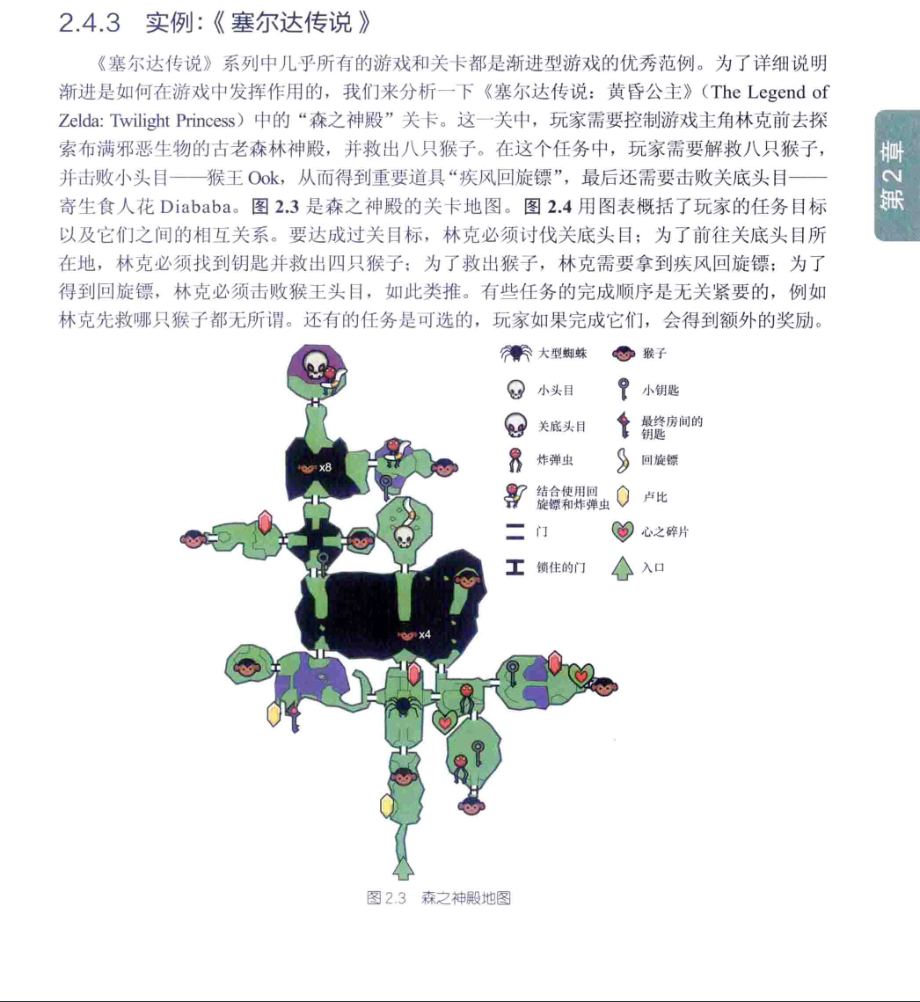 2.4.3 实例：《塞尔达传说》
《塞尔达传说》系列中几乎所有的游戏和关卡都是渐进型游戏的优秀范例。为了详细说明
渐进是如何在游戏中发挥作用的，我们来分析一下《塞尔达传说：黄昏公主》（The Legend of
Zelda: Twilight Princess）中的“森之神殿”关卡。这一关中，玩家需要控制游戏主角林克前去探
索布满邪恶生物的古老森林神殿，并救出八只猴子。在这个任务中，玩家需要解救八只猴子，
并击败小头目——猴王 Ook，从而得到重要道具“疾风回旋镖”，最后还需要击败关底头目——
寄生食人花 Diababa。图 2.3 是森之神殿的关卡地图。图 2.4 用图表概括了玩家的任务目标
以及它们之间的相互关系。要达成过关目标，林克必须讨伐关底头目；为了前往关底头目所
在地，林克必须找到钥匙并救出四只猴子；为了救出猴子，林克需要拿到疾风回旋镖；为了
得到回旋镖，林克必须击败猴王头目，如此类推。有些任务的完成顺序是无关紧要的，例如
林克先救哪只猴子都无所谓。还有的任务是可选的，玩家如果完成它们，会得到额外的奖励。
第2章
大型蜘蛛 猴子
小头目 小钥匙
关底头目 最终房间的
钥匙
炸弹虫 回旋镖
结合使用回
旋镖和炸弹虫 卢比
门 心之碎片
锁住的门 入口
x8
x4
图 2.3 森之神殿地图